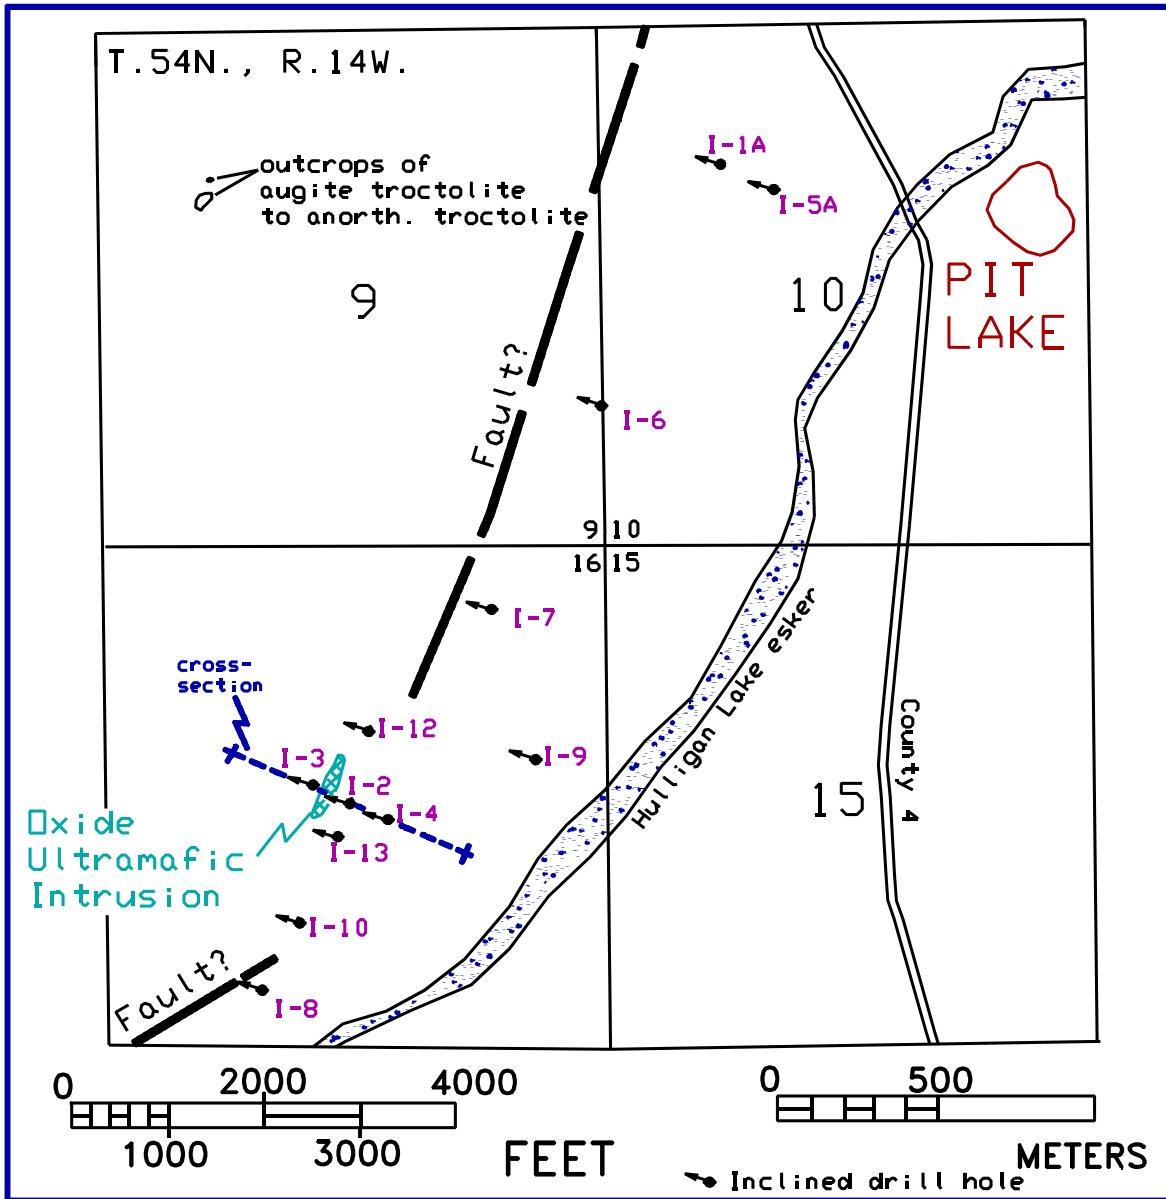 T.54N., R.14W.
I-1A
outcrops of
augite troctolite
to anorth. troctolite
I-5A
9
10
PIT
LAKE
Fault?
I-6
9 10
16 15
I-7
Hulligan Lake esker
cross-
section
County 4
I-12
I-9
I-3
I-2
15
I-4
Oxide
Ultramafic
Intrusion
I-13
I-10
Fault?
I-8
0 2000 4000
1000 3000
FEET
0 500
METERS
Inclined drill hole